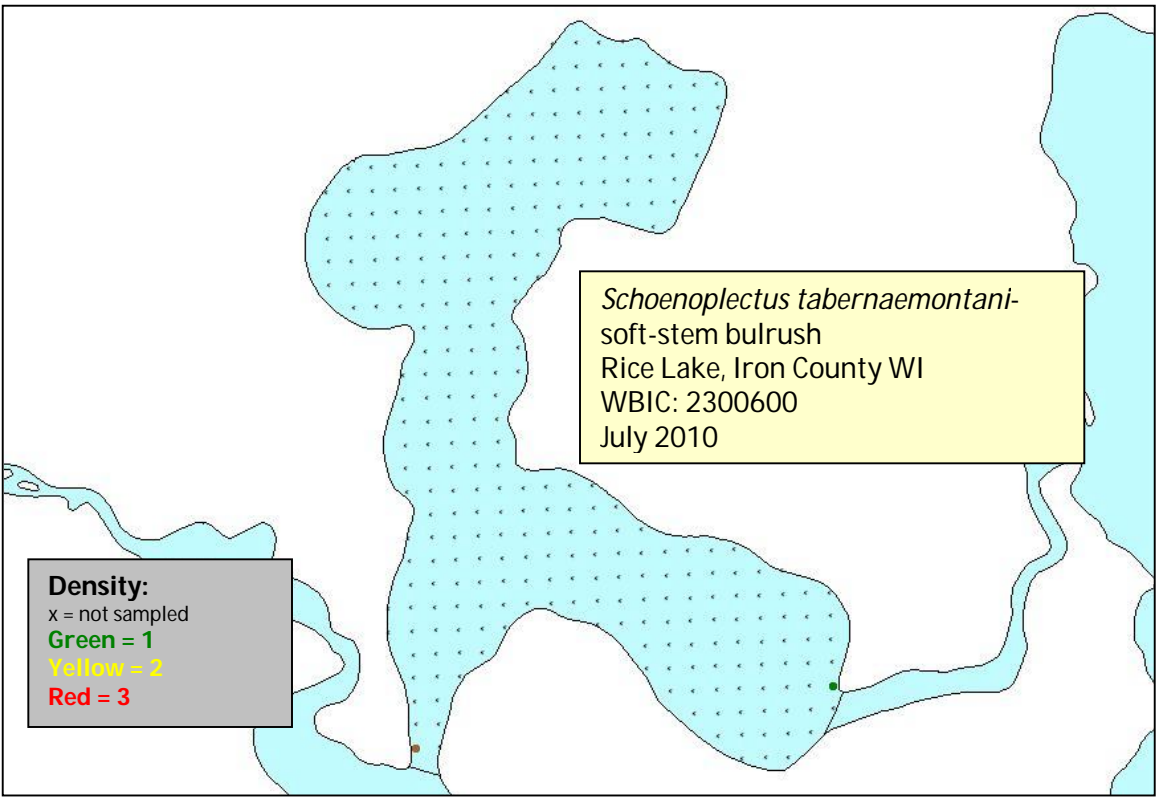 Schoenoplectus tabernaemontani-
soft-stem bulrush
Rice Lake, Iron County WI
WBIC: 2300600
July 2010
Density:
x = not sampled
Green = 1
Yellow = 2
Red = 3